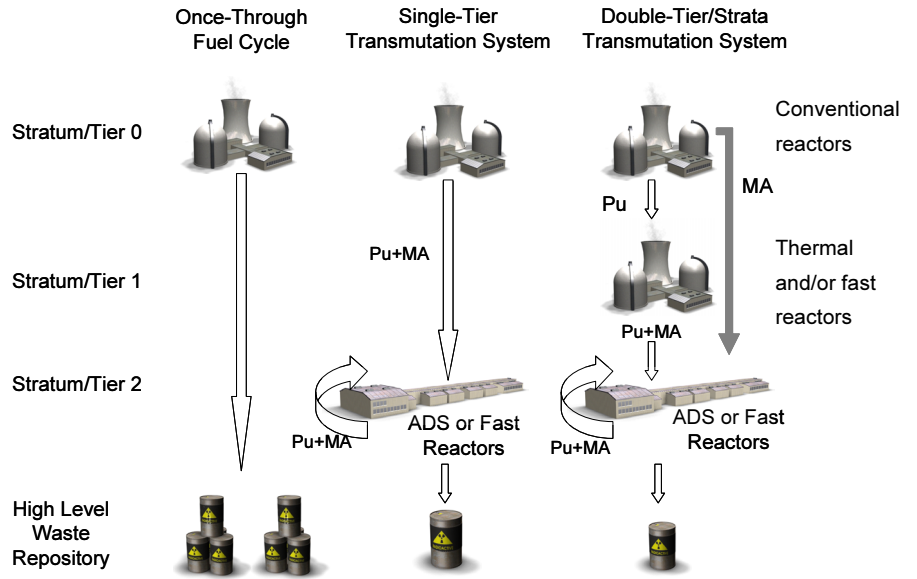 Once-Through
Fuel Cycle
Single-Tier
Transmutation System
Double-Tier/Strata
Transmutation System
Stratum/Tier 0
Conventional
reactors
MA
Pu
Pu+MA
Stratum/Tier 1
Thermal
and/or fast
reactors
Pu+MA
Stratum/Tier 2
ADS or Fast
Reactors
Pu+MA
ADS or Fast
Reactors
Pu+MA
High Level
Waste
Repository